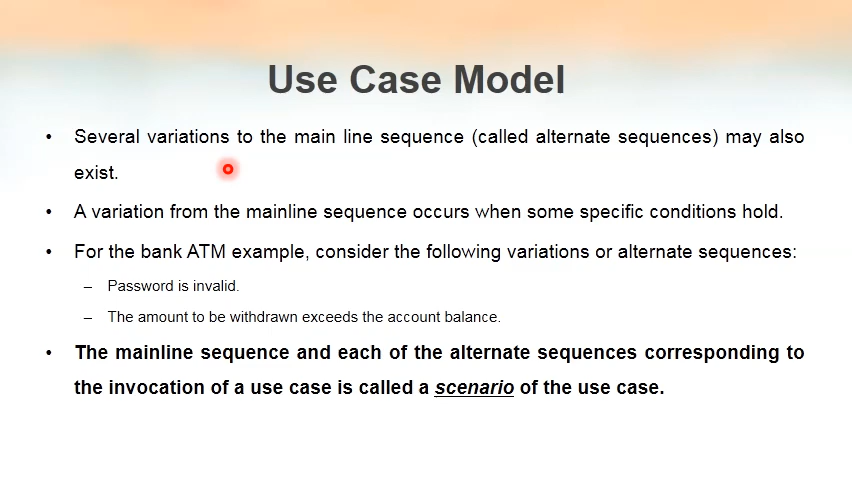 Use Case Model
• Several variations to the main line sequence (called alternate sequences) may also
exist.
• A variation from the mainline sequence occurs when some specific conditions hold.
• For the bank ATM example, consider the following variations or alternate sequences:
– Password is invalid.
– The amount to be withdrawn exceeds the account balance.
• The mainline sequence and each of the alternate sequences corresponding to
the invocation of a use case is called a scenario of the use case.